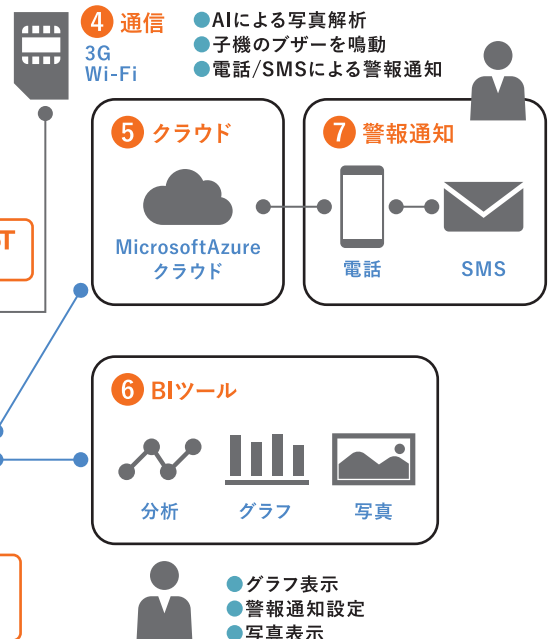 4 通信
3G
Wi-Fi
●AIによる写真解析
●子機のブザーを鳴動
●電話/SMSによる警報通知
5 クラウド
MicrosoftAzure
クラウド
7 警報通知
電話
SMS
T
6 BIツール
分析
グラフ
写真
●グラフ表示
●警報通知設定
●写真表示